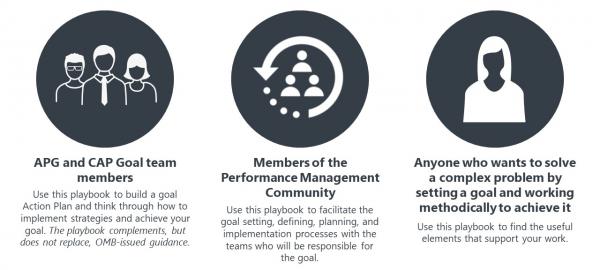 APG and CAP Goal team
members
Use this playbook to build a goal
Action Plan and think through how to
implement strategies and achieve your
goal. The playbook complements, but
does not replace, OMB-issued guidance.
Members of the
Performance Management
Community
Use this playbook to facilitate the
goal setting, defining, planning, and
implementation processes with the
teams who will be responsible for
the goal.
Anyone who wants to solve
a complex problem by
setting a goal and working
methodically to achieve it
Use this playbook to find the useful
elements that support your work.